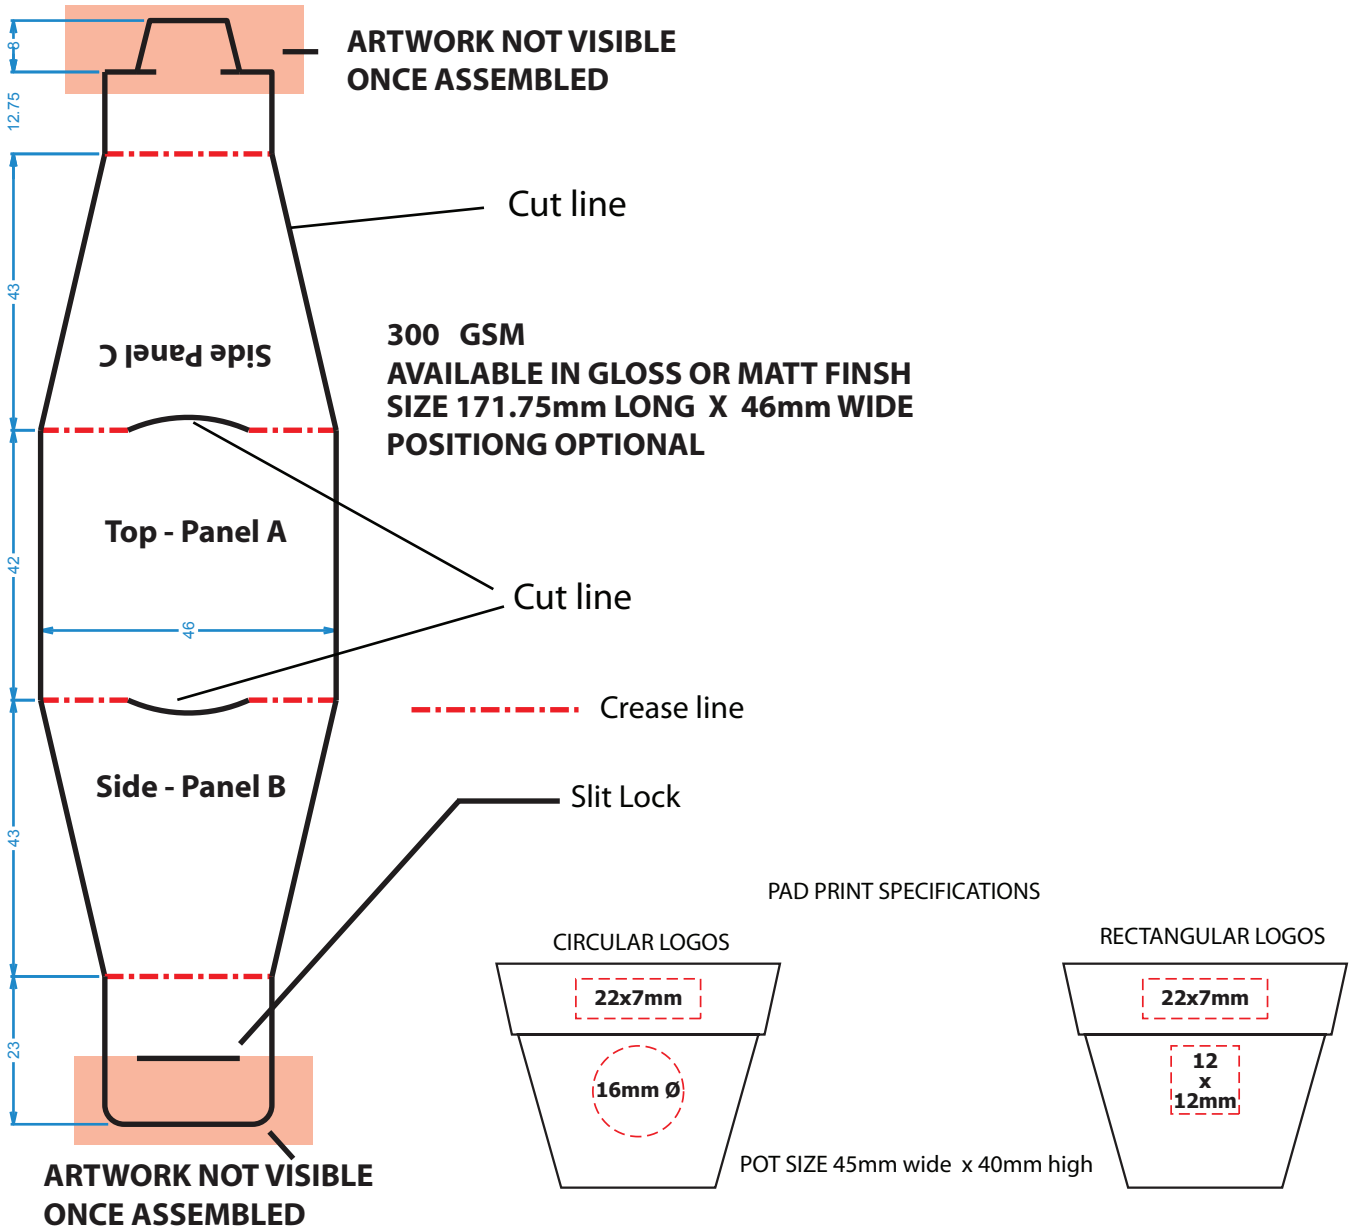 8
ARTWORK NOT VISIBLE
ONCE ASSEMBLED
12.75
Cut line
43
300 GSM
AVAILABLE IN GLOSS OR MATT FINSH
SIZE 171.75mm LONG X 46mm WIDE
POSITIONG OPTIONAL
Side Panel C
Top - Panel A
42
Cut line
46
Crease line
Side - Panel B
Slit Lock
43
PAD PRINT SPECIFICATIONS
CIRCULAR LOGOS
RECTANGULAR LOGOS
22x7mm
22x7mm
23
16mm Ø
12
x
12mm
POT SIZE 45mm wide x 40mm high
ARTWORK NOT VISIBLE
ONCE ASSEMBLED